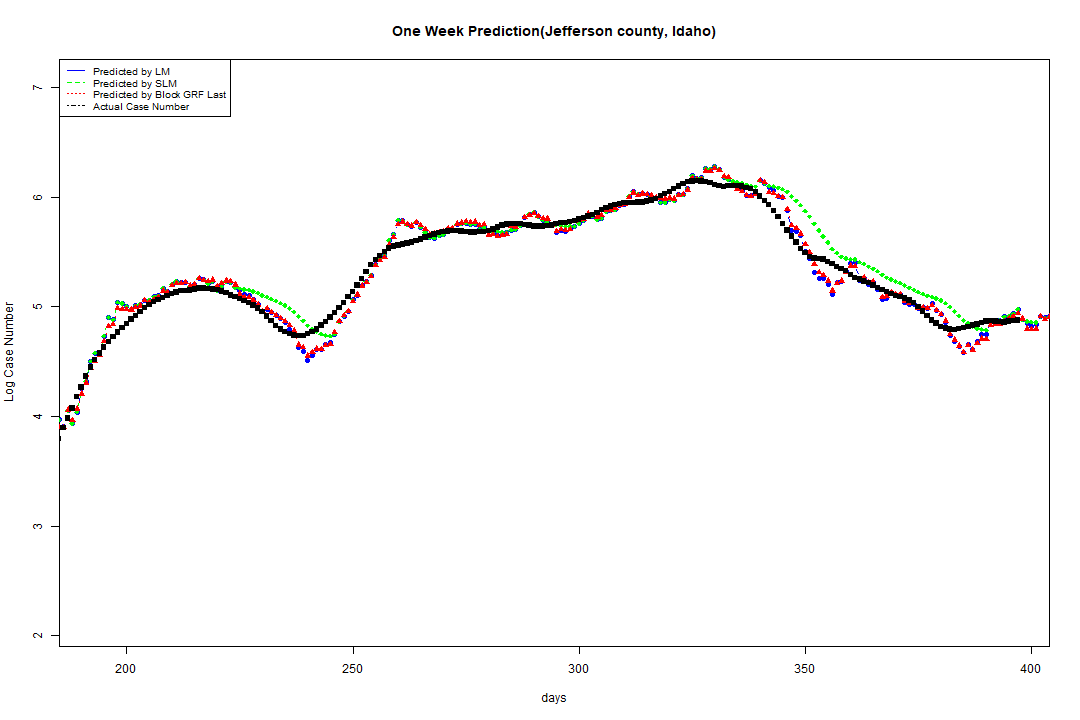 One Week Prediction(Jefferson county, Idaho)
Predicted by LM
Predicted by SLM
Predicted by Block GRF Last
Actual Case Number
7
6
5
4
3
2
Log Case Number
200 250 300 350 400
days